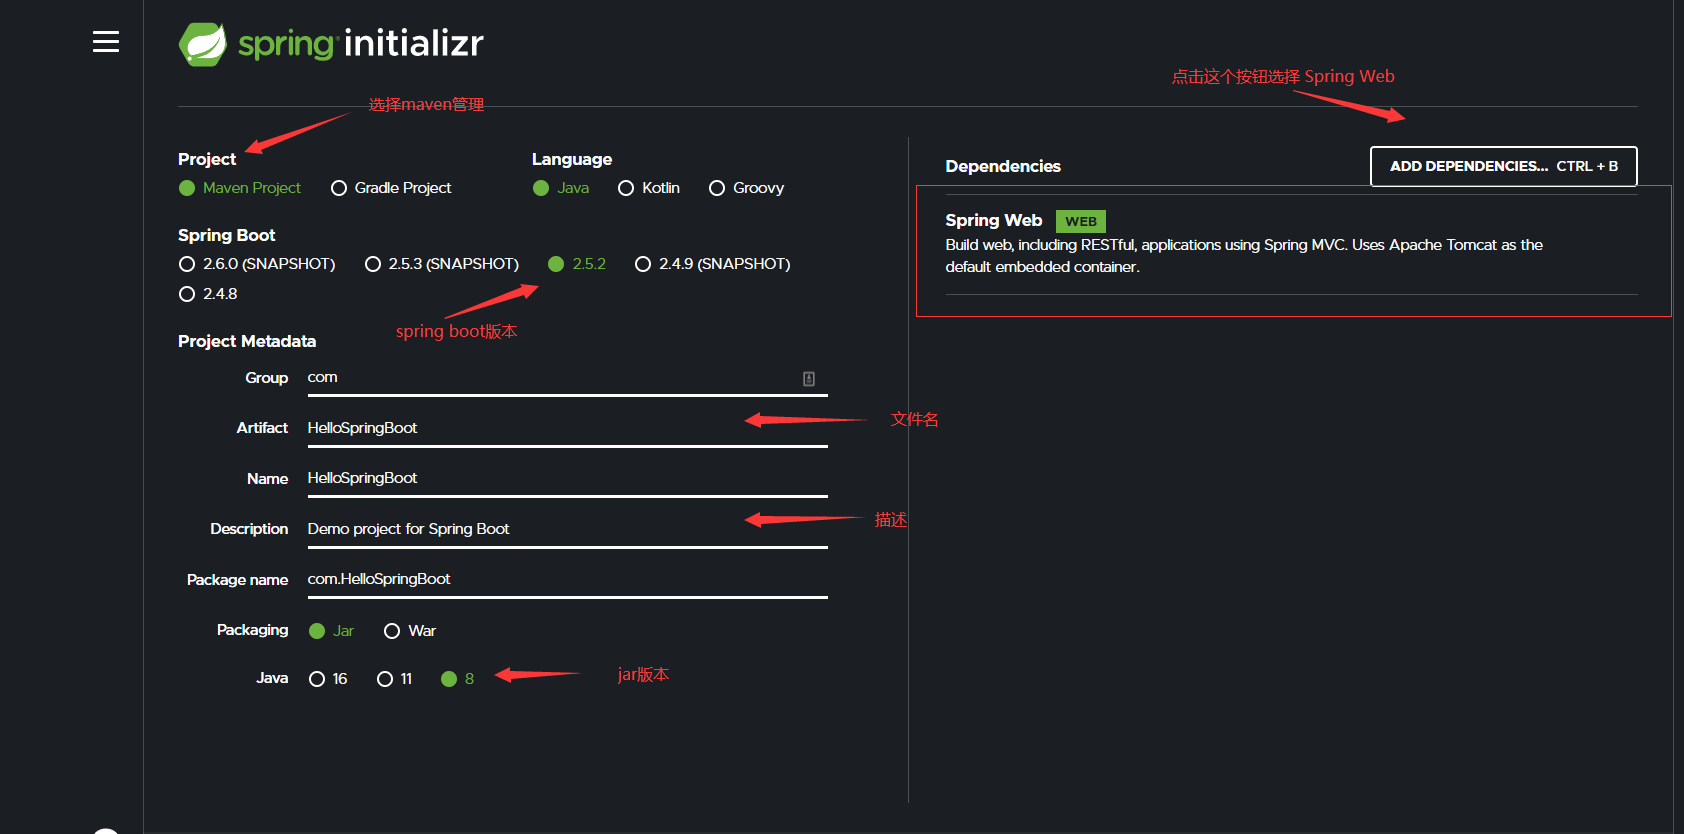 spring initializr
点击这个按钮选择 Spring Web
选择maven管理
Project
Maven Project Gradle Project
Language
Java Kotlin Groovy
Spring Boot
2.6.0 (SNAPSHOT) 2.5.3 (SNAPSHOT) 2.5.2 2.4.9 (SNAPSHOT)
2.4.8
spring boot版本
Project Metadata
Group com
Artifact HelloSpringBoot
文件名
Name HelloSpringBoot
Description Demo project for Spring Boot
描述
Package name com.HelloSpringBoot
Packaging Jar War
Java 16 11 8
jar版本
Dependencies
ADD DEPENDENCIES... CTRL + B
Spring Web WEB
Build web, including RESTful, applications using Spring MVC. Uses Apache Tomcat as the
default embedded container.